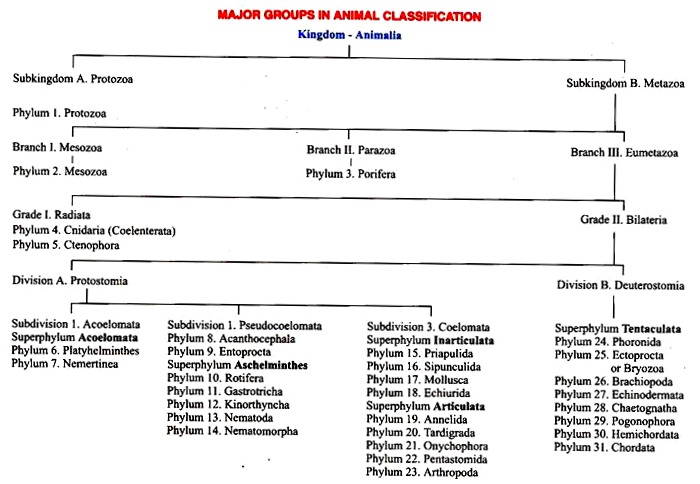 MAJOR GROUPS IN ANIMAL CLASSIFICATION
Kingdom - Animalia
Subkingdom A. Protozoa
Subkingdom B. Metazoa
Phylum 1. Protozoa
Branch I. Mesozoa
Branch II. Parazoa
Branch III. Eumetazoa
Phylum 2. Mesozoa
Phylum 3. Porifera
Grade I. Radiata
Grade II. Bilateria
Phylum 4. Cnidaria (Coelenterata)
Phylum 5. Ctenophora
Division A. Protostomia
Division B. Deuterostomia
Subdivision 1. Acoelomata
Superphylum Acoelomata
Phylum 6. Platyhelminthes
Phylum 7. Nemertinea
Subdivision 1. Pseudocoelomata
Phylum 8. Acanthocephala
Phylum 9. Entoprocta
Superphylum Aschelminthes
Phylum 10. Rotifera
Phylum 11. Gastrotricha
Phylum 12. Kinorthyncha
Phylum 13. Nematoda
Phylum 14. Nematomorpha
Subdivision 3. Coelomata
Superphylum Inarticulata
Phylum 15. Priapulida
Phylum 16. Sipunculida
Phylum 17. Mollusca
Phylum 18. Echiurida
Superphylum Articulata
Phylum 19. Annelida
Phylum 20. Tardigrada
Phylum 21. Onychophora
Phylum 22. Pentastomida
Phylum 23. Arthropoda
Superphylum Tentaculata
Phylum 24. Phoronida
Phylum 25. Ectoprocta
or Bryozoa
Phylum 26. Brachiopoda
Phylum 27. Echinodermata
Phylum 28. Chaetognatha
Phylum 29. Pogonophora
Phylum 30. Hemichordata
Phylum 31. Chordata